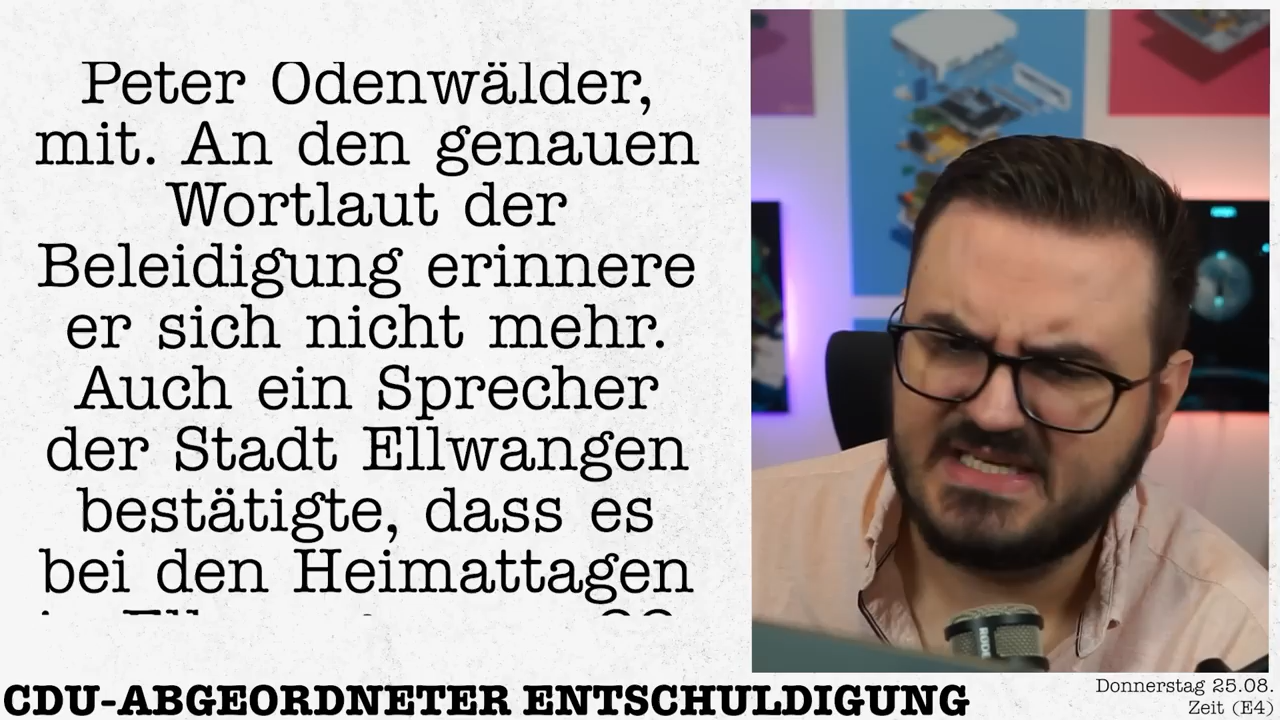 Peter Odenwälder,
mit. An den genauen
Wortlaut der
Beleidigung erinnere
er sich nicht mehr.
Auch ein Sprecher
der Stadt Ellwangen
bestätigte, dass es
bei den Heimattagen
CDU-ABGEORDNETER ENTSCHULDIGUNG
Donnerstag 25.08.
Zeit (E4)